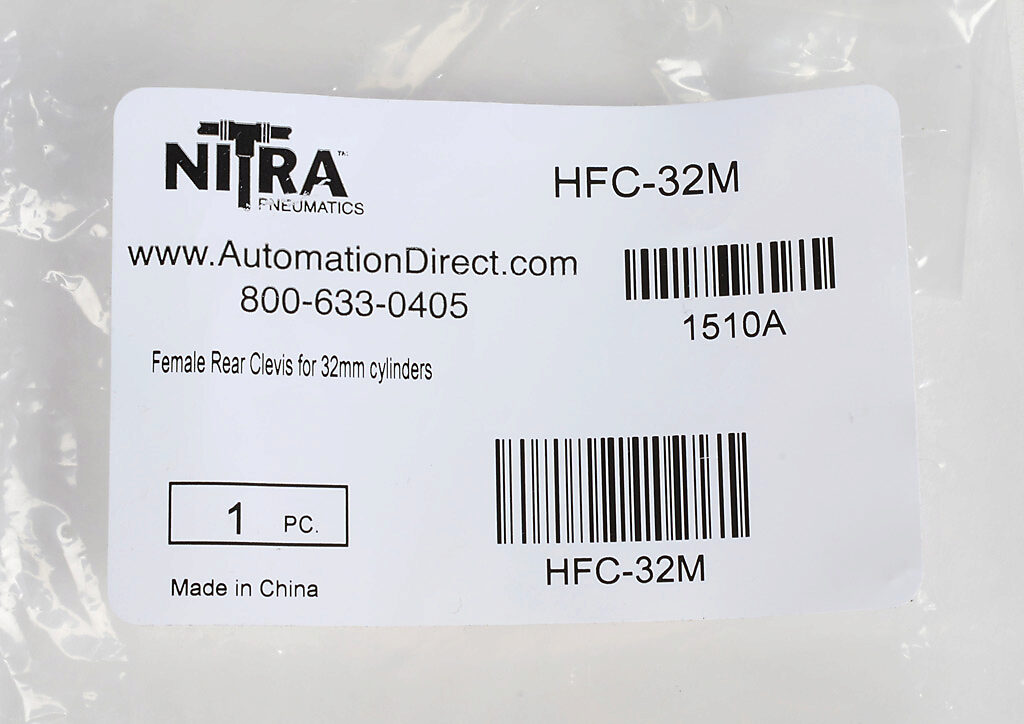 NITRA™
PNEUMATICS
HFC-32M
www.AutomationDirect.com
800-633-0405
1510A
Female Rear Clevis for 32mm cylinders
1 PC.
HFC-32M
Made in China